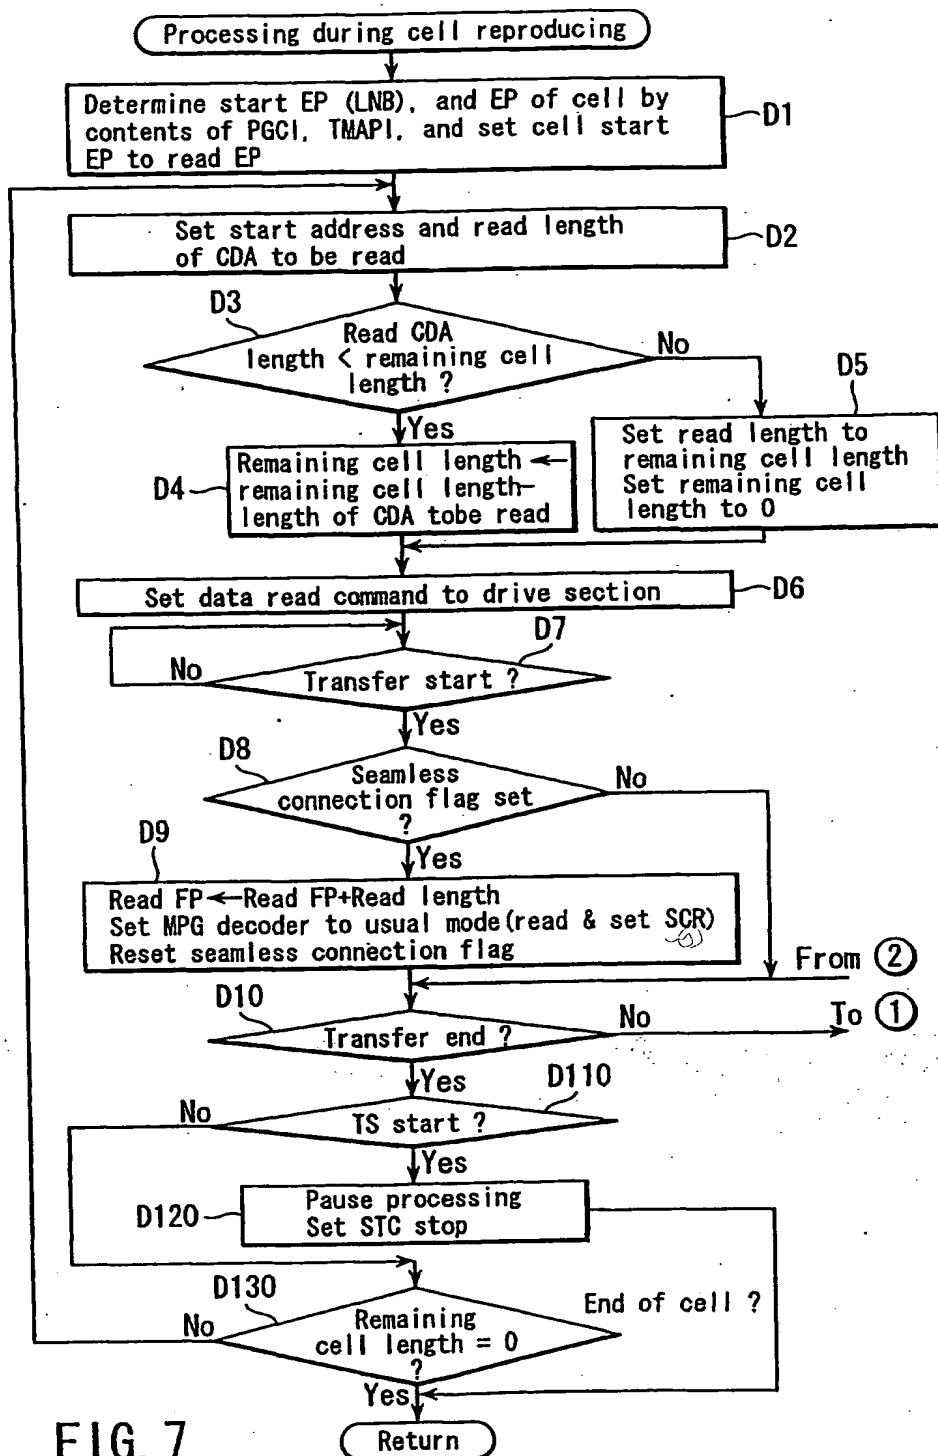 Processing during cell reproducing
Determine start EP (LNB), and EP of cell by
contents of PGCI, TMAPI, and set cell start
EP to read EP
D1
Set start address and read length
of CDA to be read
D2
D3
Read CDA
length < remaining cell
length ?
No
Yes
D5
Set read length to
remaining cell length
Set remaining cell
length to 0
D4
Remaining cell length ←
remaining cell length-
length of CDA tobe read
Set data read command to drive section
D6
D7
No
Transfer start ?
Yes
D8
Seamless
connection flag set
?
No
Yes
D9
Read FP←Read FP+Read length
Set MPG decoder to usual mode(read & set SCR)
Reset seamless connection flag
From ②
To ①
D10
Transfer end ?
No
Yes
D110
No
TS start ?
Yes
D120
Pause processing
Set STC stop
D130
End of cell ?
No
Remaining
cell length = 0
?
Yes
Return
FIG. 7